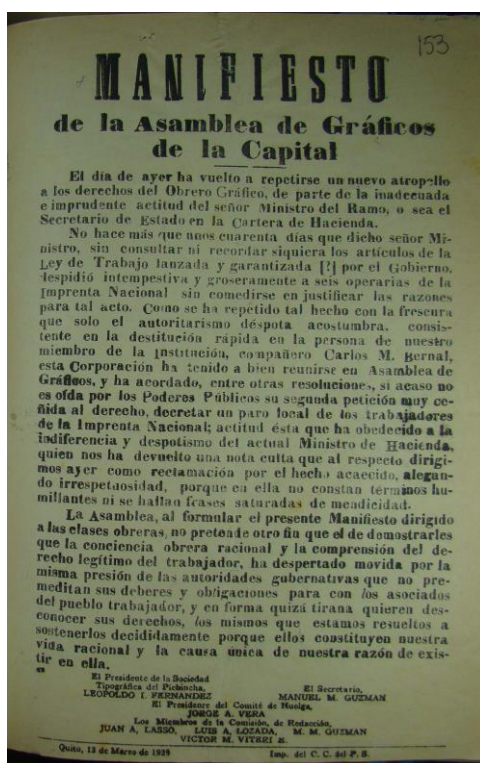 153
MANIFIESTO
de la Asamblea de Gráficos
de la Capital
El día de ayer ha vuelto a repetirse un nuevo atropello
a los derechos del Obrero Gráfico, de parte de la inadecuada
e imprudente actitud del señor Ministro del Ramo, o sea el
Secretario de Estado en la Cartera de Hacienda.
No hace más que unos cuarenta días que dicho señor Mi-
nistro, sin consultar ni recordar siquiera los artículos de la
Ley de Trabajo lanzada y garantizada [?] por el Gobierno,
despidió intempestiva y groseramente a seis operarias de la
Imprenta Nacional sin comedirse en justificar las razones
para tal acto. Como se ha repetido tal hecho con la frescura
que solo el autoritarismo déspota acostumbra, consis-
tente en la destitución rápida en la persona de nuestro
miembro de la Institución, compañero Carlos M. Bernal,
esta Corporación ha tenido a bien reunirse en Asamblea de
Gráficos, y ha acordado, entre otras resoluciones, si acaso no
es oída por los Poderes Públicos su segunda petición muy ce-
ñida al derecho, decretar un paro local de los trabajadores
de la Imprenta Nacional; actitud ésta que ha obedecido a la
indiferencia y despotismo del actual Ministro de Hacienda,
quien nos ha devuelto una nota culta que al respecto dirigi-
mos ayer como reclamación por el hecho acaecido, alegan-
do irrespetuosidad, porque en ella no constan términos hu-
millantes ni se hallan frases saturadas de mendicidad.
La Asamblea, al formular el presente Manifiesto dirigido
a las clases obreras, no pretende otro fin que el de demostrarles
que la conciencia obrera racional y la comprensión del de-
recho legítimo del trabajador, ha despertado movida por la
misma presión de las autoridades gubernativas que no pre-
meditan sus deberes y obligaciones para con los asociados
del pueblo trabajador, y en forma quizá tirana quieren des-
conocer sus derechos, los mismos que estamos resueltos a
sostenerlos decididamente porque ellos constituyen nuestra
vida racional y la causa única de nuestra razón de exis-
tir en ella.
El Presidente de la Sociedad
Tipográfica del Pichincha,
LEOPOLDO I. FERNANDEZ
El Secretario,
MANUEL M. GUZMAN
El Presidente del Comité de Huelga,
JORGE A. VERA
Los Miembros de la Comisión, de Redacción,
JUAN A. LASSO, LUIS A. LOZADA, M. M. GUZMAN
VICTOR M. VITERI
Quito, 13 de Marzo de
Imp. del C. C. del P. S.